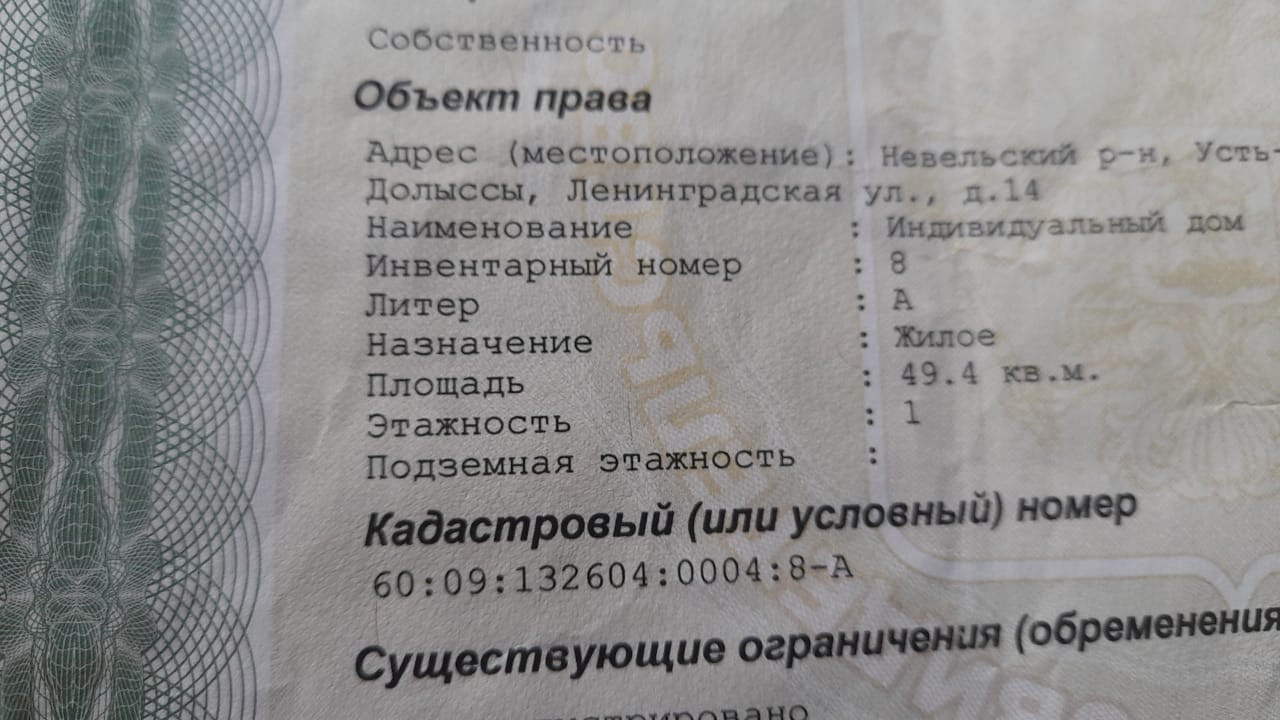 Собственность
Объект права
Адрес (местоположение): Невельский р-н, Усть-
Долыссы, Ленинградская ул., д.14
Наименование : Индивидуальный дом
Инвентарный номер : 8
Литер : А
Назначение : Жилое
Площадь : 49.4 кв.м.
Этажность : 1
Подземная этажность :
Кадастровый (или условный) номер
60:09:132604:0004:8-А
Существующие ограничения (обременения